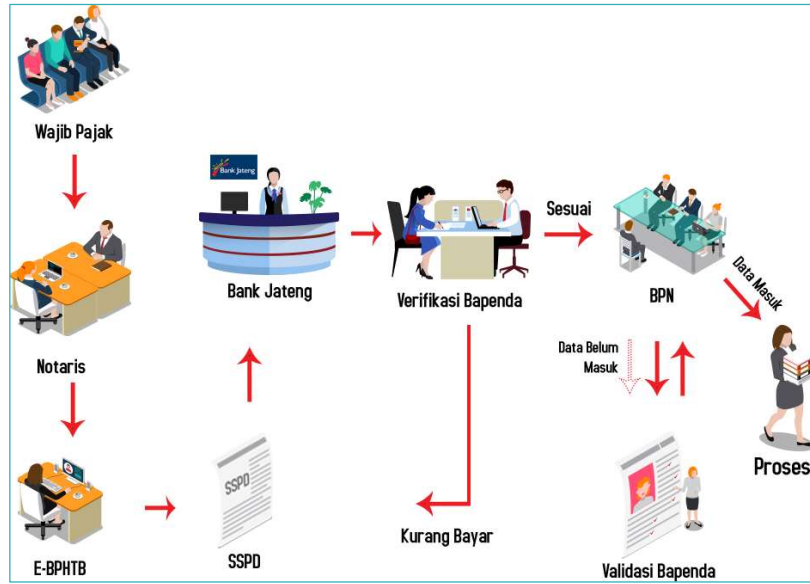 Wajib Pajak
Bank Jateng
Sesuai
Bank Jateng
Verifikasi Bapenda
BPN
Data Masuk
Notaris
Data Belum
Masuk
Proses
SSPD
E-BPHTB
SSPD
Kurang Bayar
Validasi Bapenda